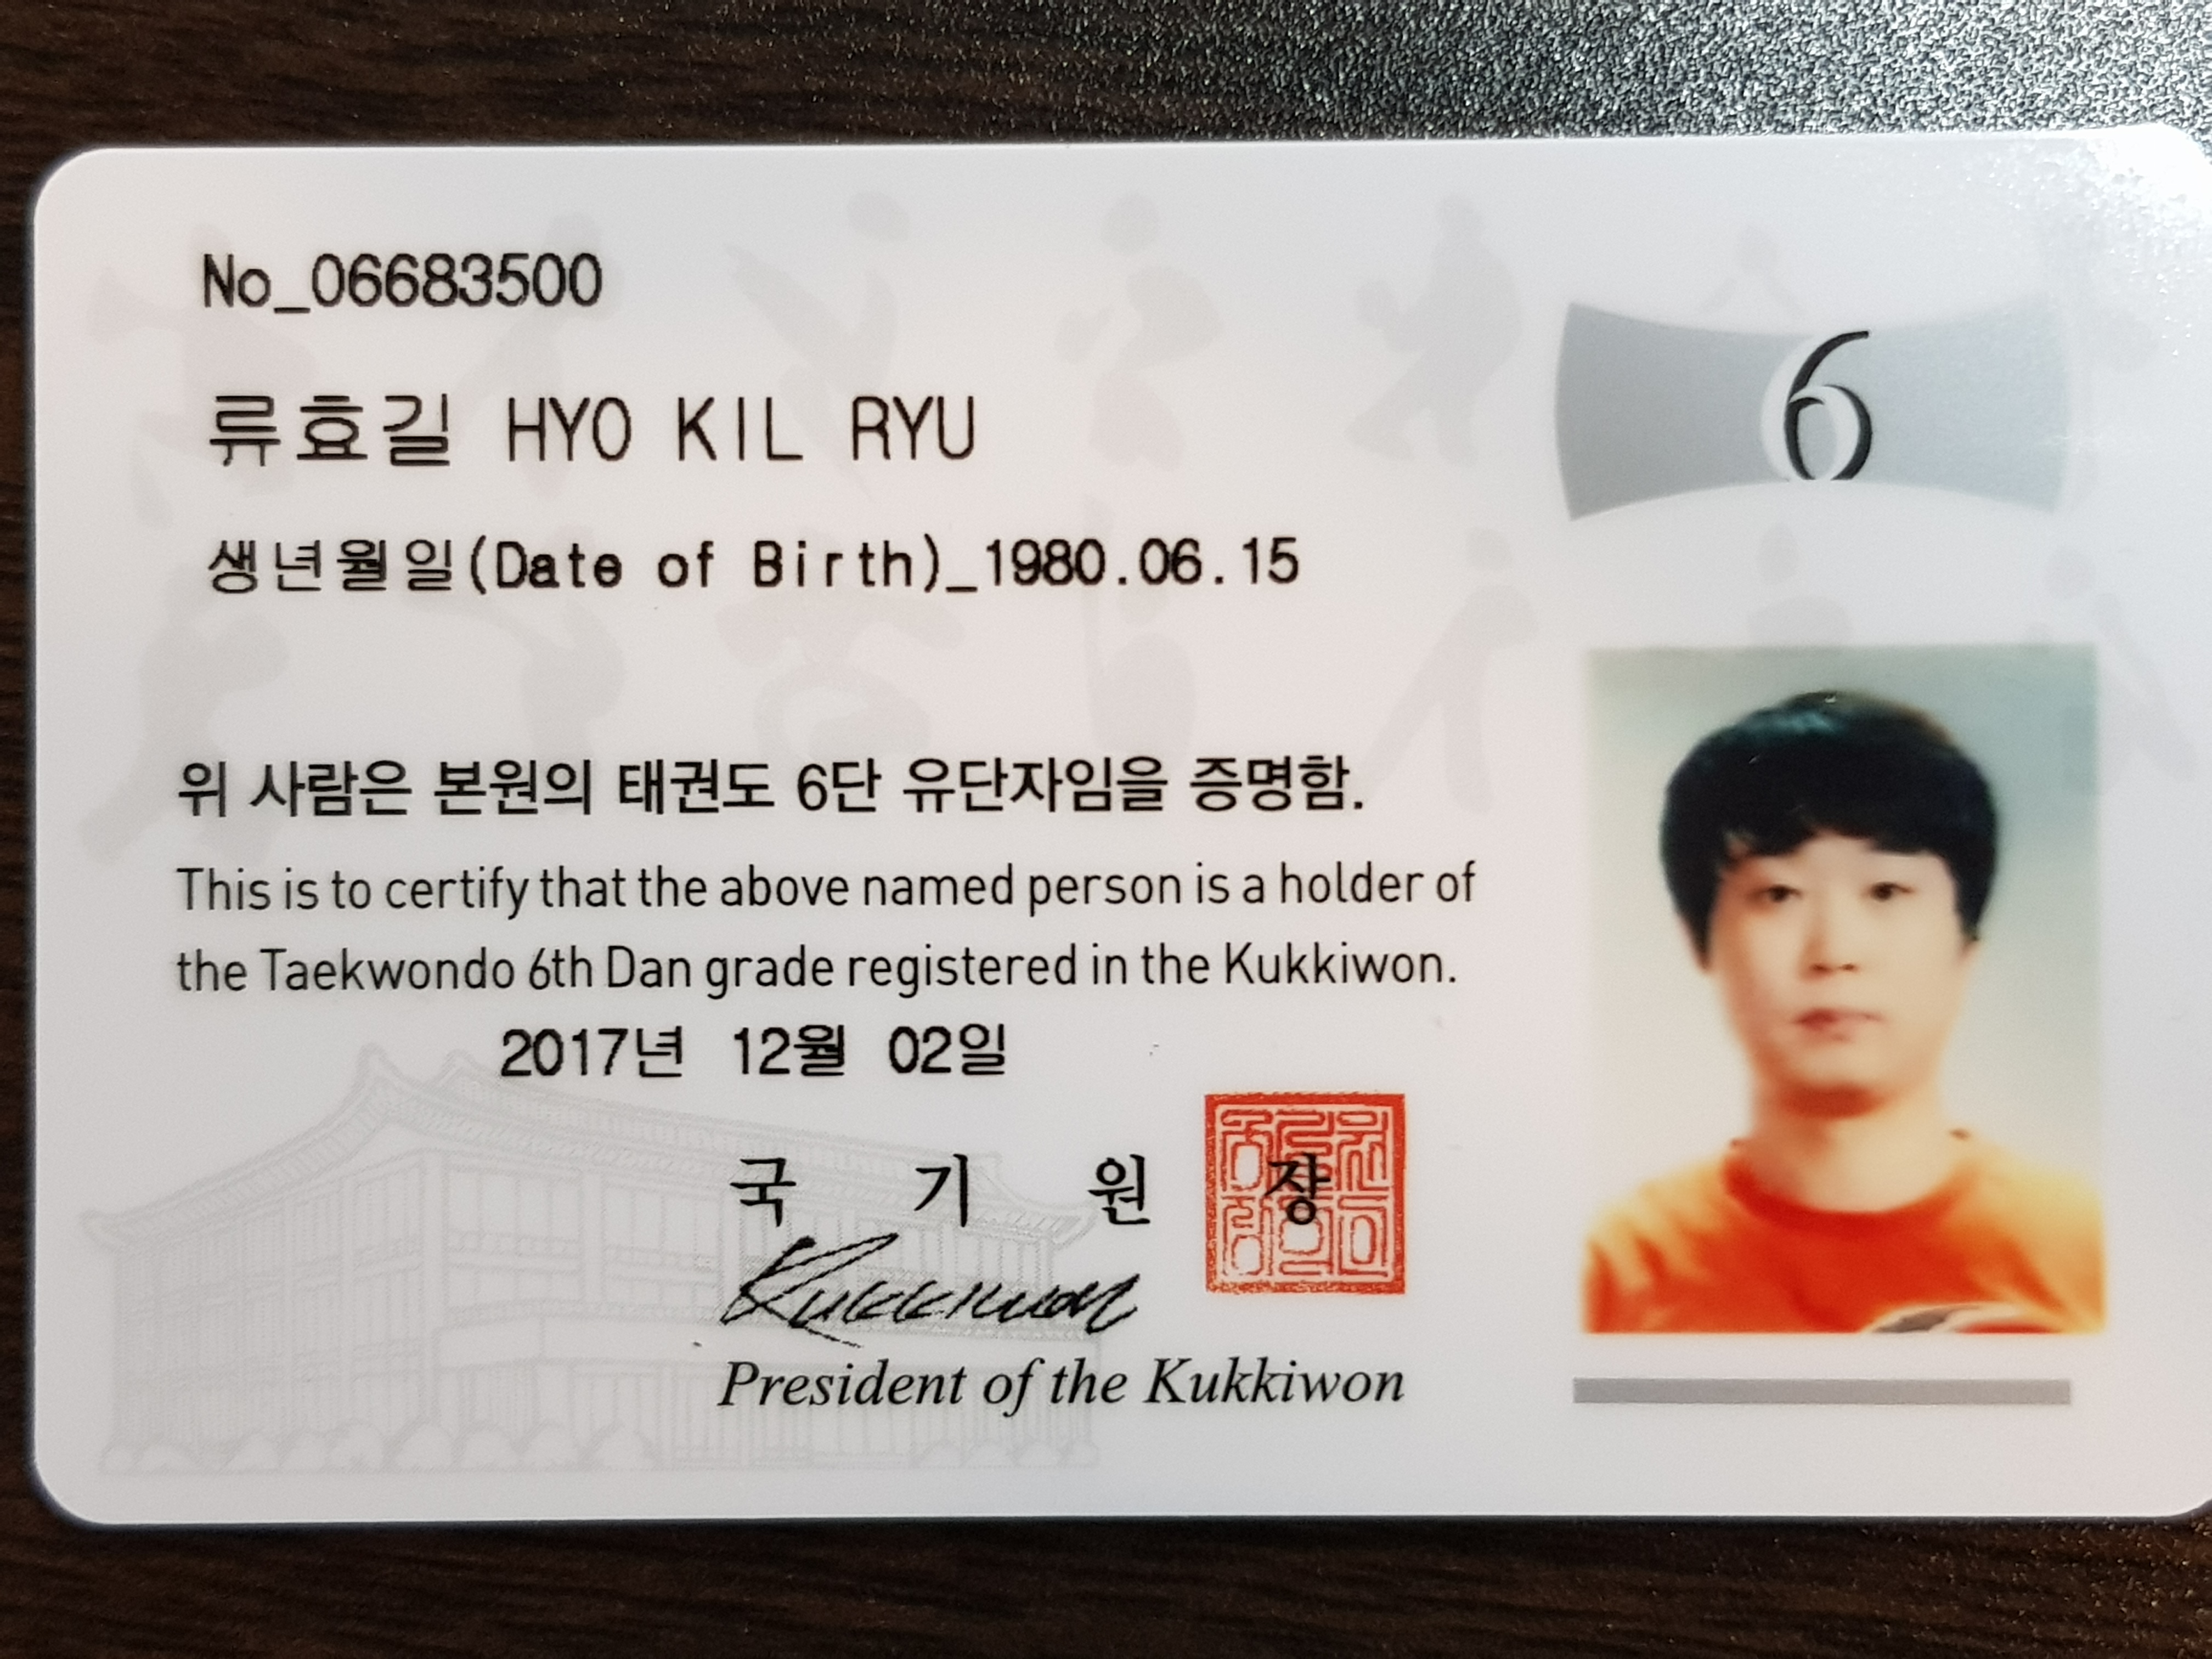 No_06683500
류효길 HYO KIL RYU
생년월일(Date of Birth)_1980.06.15
6
위 사람은 본원의 태권도 6단 유단자임을 증명함.
This is to certify that the above named person is a holder of
the Taekwondo 6th Dan grade registered in the Kukkiwon.
2017년 12월 02일
국 기 원 장
Kukkiwon
President of the Kukkiwon